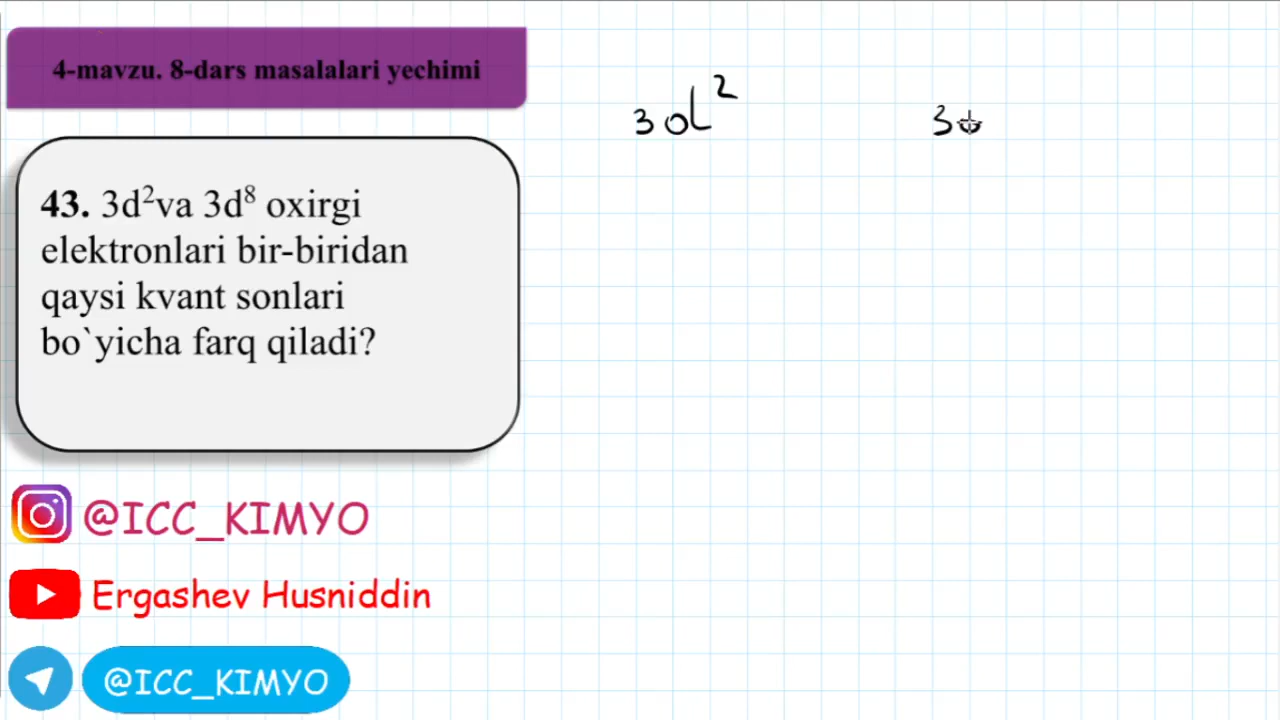 4-mavzu. 8-dars masalalari yechimi
3d²
3
43. 3d²va 3d⁸ oxirgi
elektronlari bir-biridan
qaysi kvant sonlari
bo`yicha farq qiladi?
@ICC_KIMYO
Ergashev Husniddin
@ICC_KIMYO